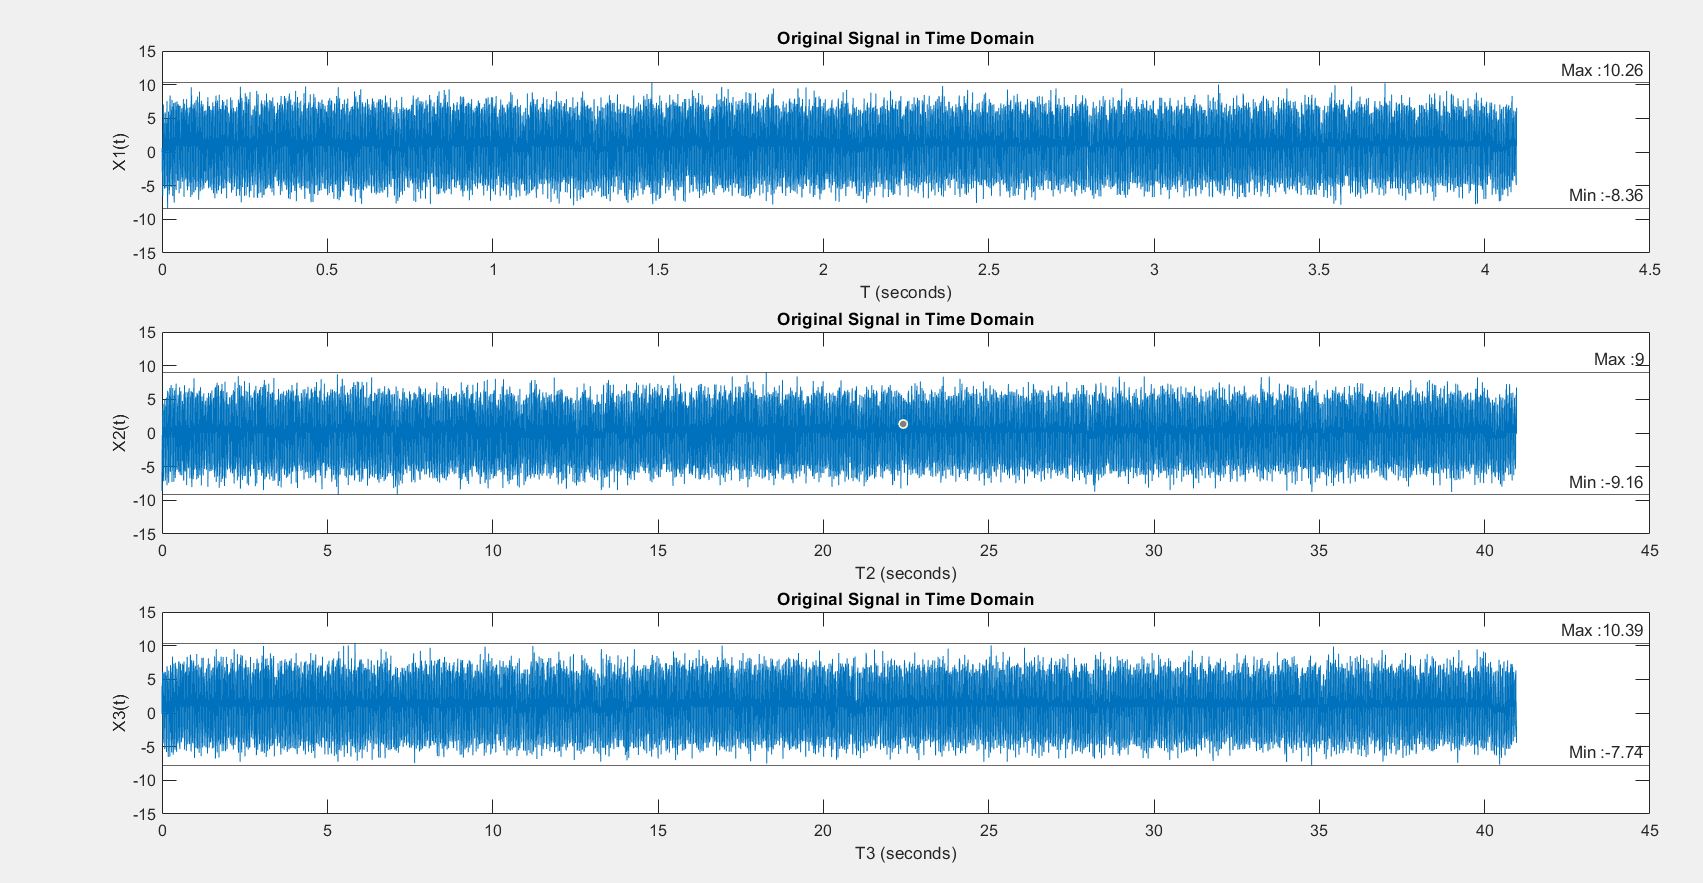 Original Signal in Time Domain
15
10
5
0
-5
-10
-15
X1(t)
Max :10.26
Min :-8.36
0 0.5 1 1.5 2 2.5 3 3.5 4 4.5
T (seconds)
Original Signal in Time Domain
15
10
5
0
-5
-10
-15
X2(t)
Max :9
Min :-9.16
0 5 10 15 20 25 30 35 40 45
T2 (seconds)
Original Signal in Time Domain
15
10
5
0
-5
-10
-15
X3(t)
Max :10.39
Min :-7.74
0 5 10 15 20 25 30 35 40 45
T3 (seconds)